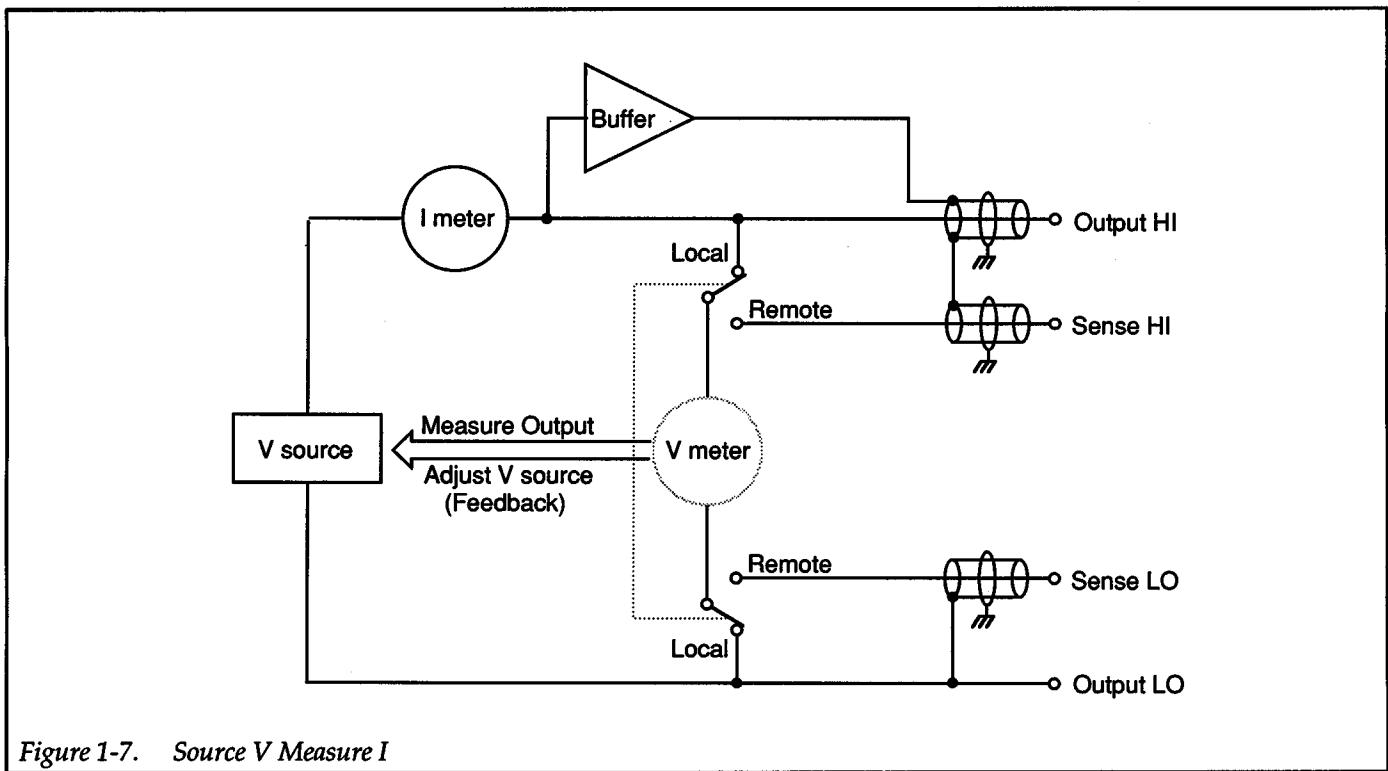 Buffer
I meter
Output HI
Local
Remote
Sense HI
Measure Output
V source
V meter
Adjust V source
(Feedback)
Remote
Sense LO
Local
Output LO
Figure 1-7. Source V Measure I